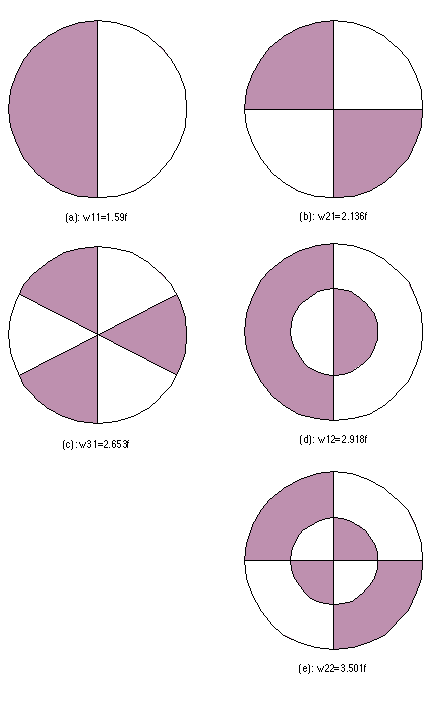 (a): w11=1.59f
(b): w21=2.136f
(c): w31=2.653f
(d): w12=2.918f
(e): w22=3.501f